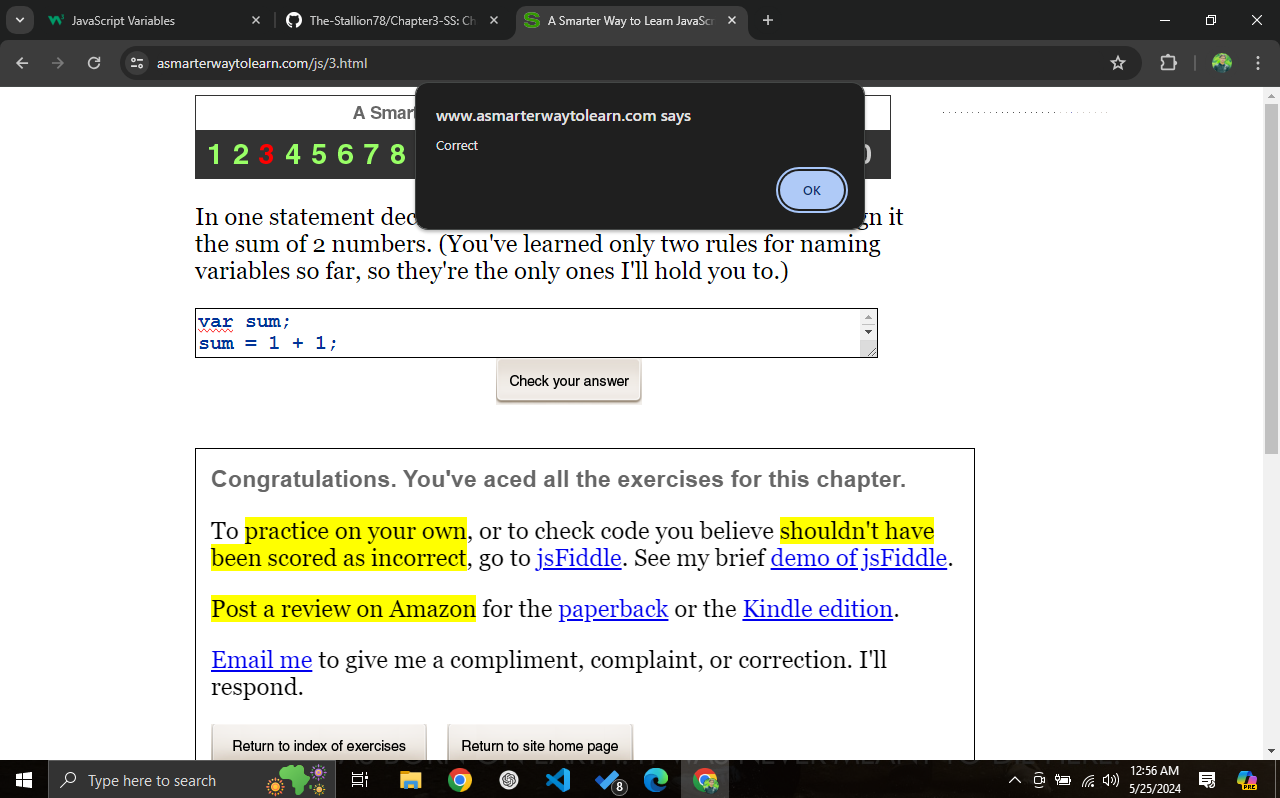 JavaScript Variables
The-Stallion78/Chapter3-SS: Ch
A Smarter Way to Learn JavaScr
asmarterwaytolearn.com/js/3.html
A Smart
1 2 3 4 5 6 7 8
www.asmarterwaytolearn.com says
Correct
OK
In one statement dec
gn it
the sum of 2 numbers. (You've learned only two rules for naming
variables so far, so they're the only ones I'll hold you to.)
var sum;
sum = 1 + 1;
Check your answer
Congratulations. You've aced all the exercises for this chapter.
To practice on your own, or to check code you believe shouldn't have
been scored as incorrect, go to jsFiddle. See my brief demo of jsFiddle.
Post a review on Amazon for the paperback or the Kindle edition.
Email me to give me a compliment, complaint, or correction. I'll
respond.
Return to index of exercises
Return to site home page
Type here to search
8
12:56 AM
5/25/2024
PRE